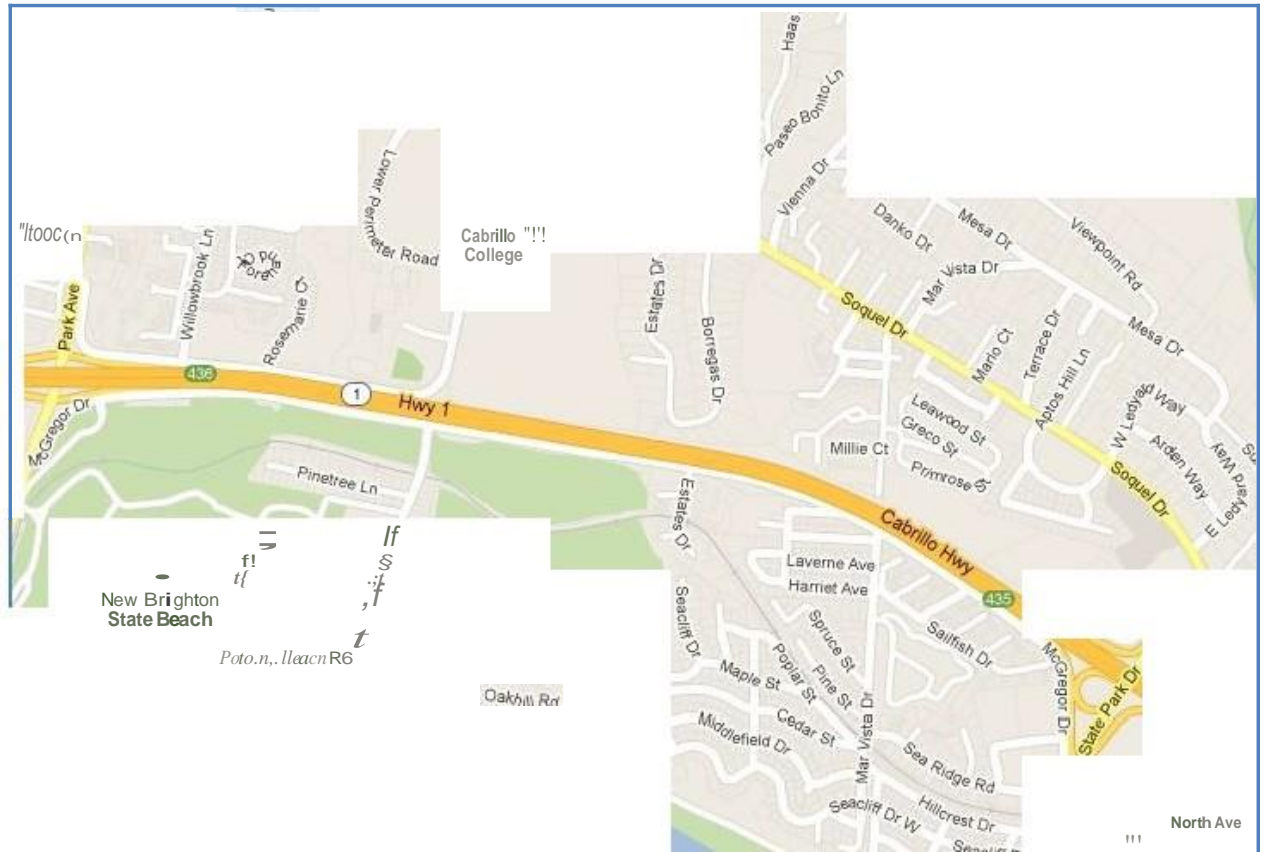 Haas
Paseo Bonito Ln
Vienna Dr
Lower Perimeter Road
Cabrillo
College
Danko Dr
Mesa Dr
Viewpoint Rd
Mar Vista Dr
Willowbrook Ln
Rosemarie Ct
Park Ave
Estates Dr
Borregas Dr
Soquel Dr
Mesa Dr
Mario Ct
Terrace Dr
Aptos Hill Ln
436
1
Hwy 1
McGregor Dr
Leawood St
Greco St
Primrose
Millie Ct
W Ledyard Way
Arden Way
E Ledyard Way
Soquel Dr
Pinetree Ln
Estates Dr
Cabrillo Hwy
Laverne Ave
Harriet Ave
435
New Brighton
State Beach
Seacliff Dr
Spruce St
Poplar St
Pine St
Maple St
Cedar St
Middlefield Dr
Sailfish Dr
McGregor Dr
State Park Dr
Mar Vista Dr
Oakhill Rd
Sea Ridge Rd
Seacliff Dr W
Hillcrest Dr
North Ave